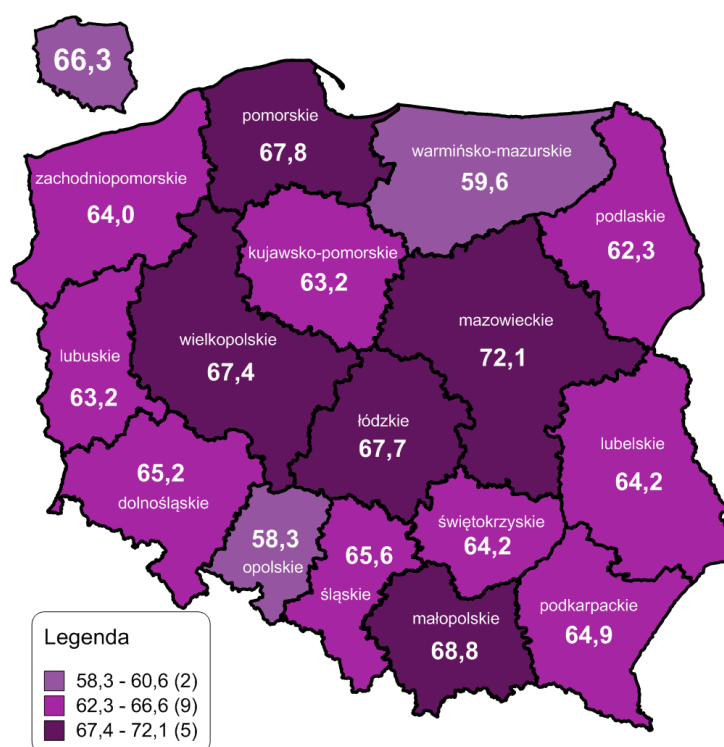 66,3
pomorskie
67,8
warmińsko-mazurskie
59,6
zachodniopomorskie
64,0
podlaskie
62,3
kujawsko-pomorskie
63,2
mazowieckie
72,1
wielkopolskie
67,4
lubuskie
63,2
łódzkie
67,7
lubelskie
64,2
65,2
dolnośląskie
świętokrzyskie
64,2
58,3
opolskie
65,6
śląskie
małopolskie
68,8
podkarpackie
64,9
Legenda
58,3 - 60,6 (2)
62,3 - 66,6 (9)
67,4 - 72,1 (5)